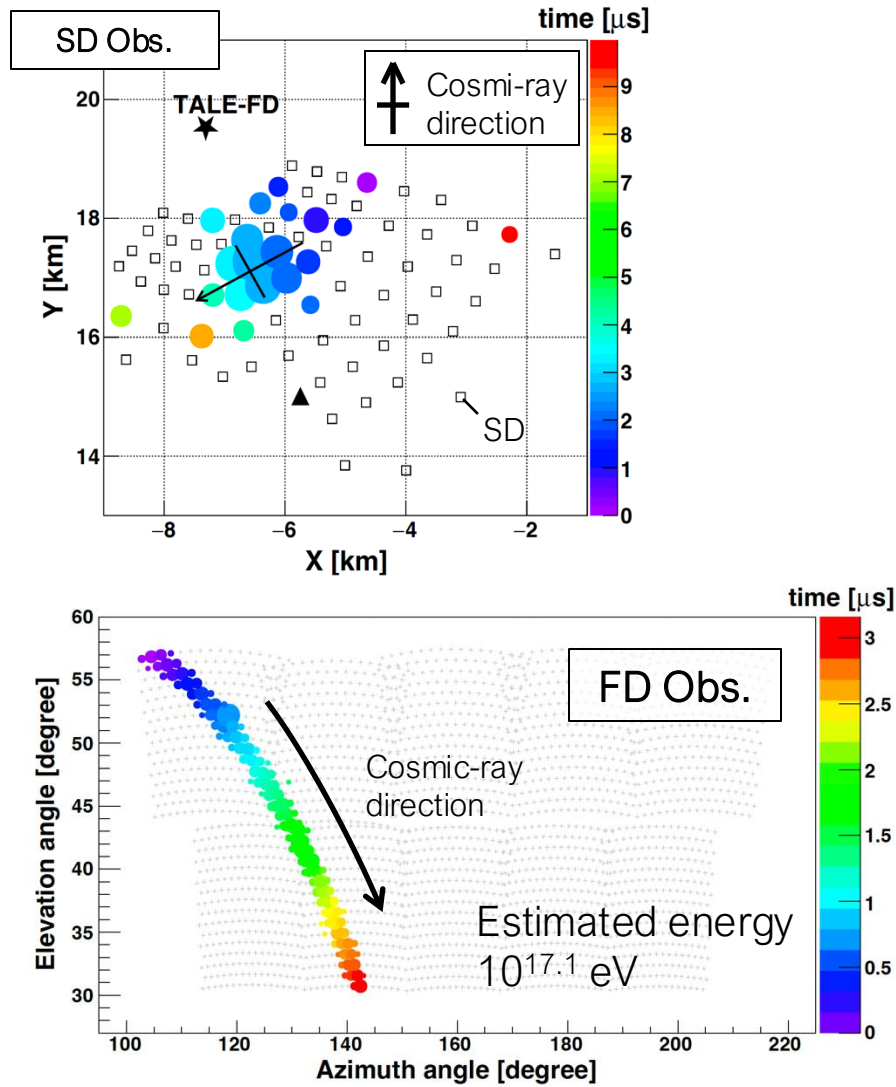 time [μs]
SD Obs.
TALE-FD
Cosmi-ray
direction
20
18
16
14
Y [km]
−8
−6
−4
−2
X [km]
SD
9
8
7
6
5
4
3
2
1
0
time [μs]
60
55
50
45
40
35
30
Elevation angle [degree]
FD Obs.
Cosmic-ray
direction
Estimated energy
10^17.1 eV
100
120
140
160
180
200
220
Azimuth angle [degree]
3
2.5
2
1.5
1
0.5
0